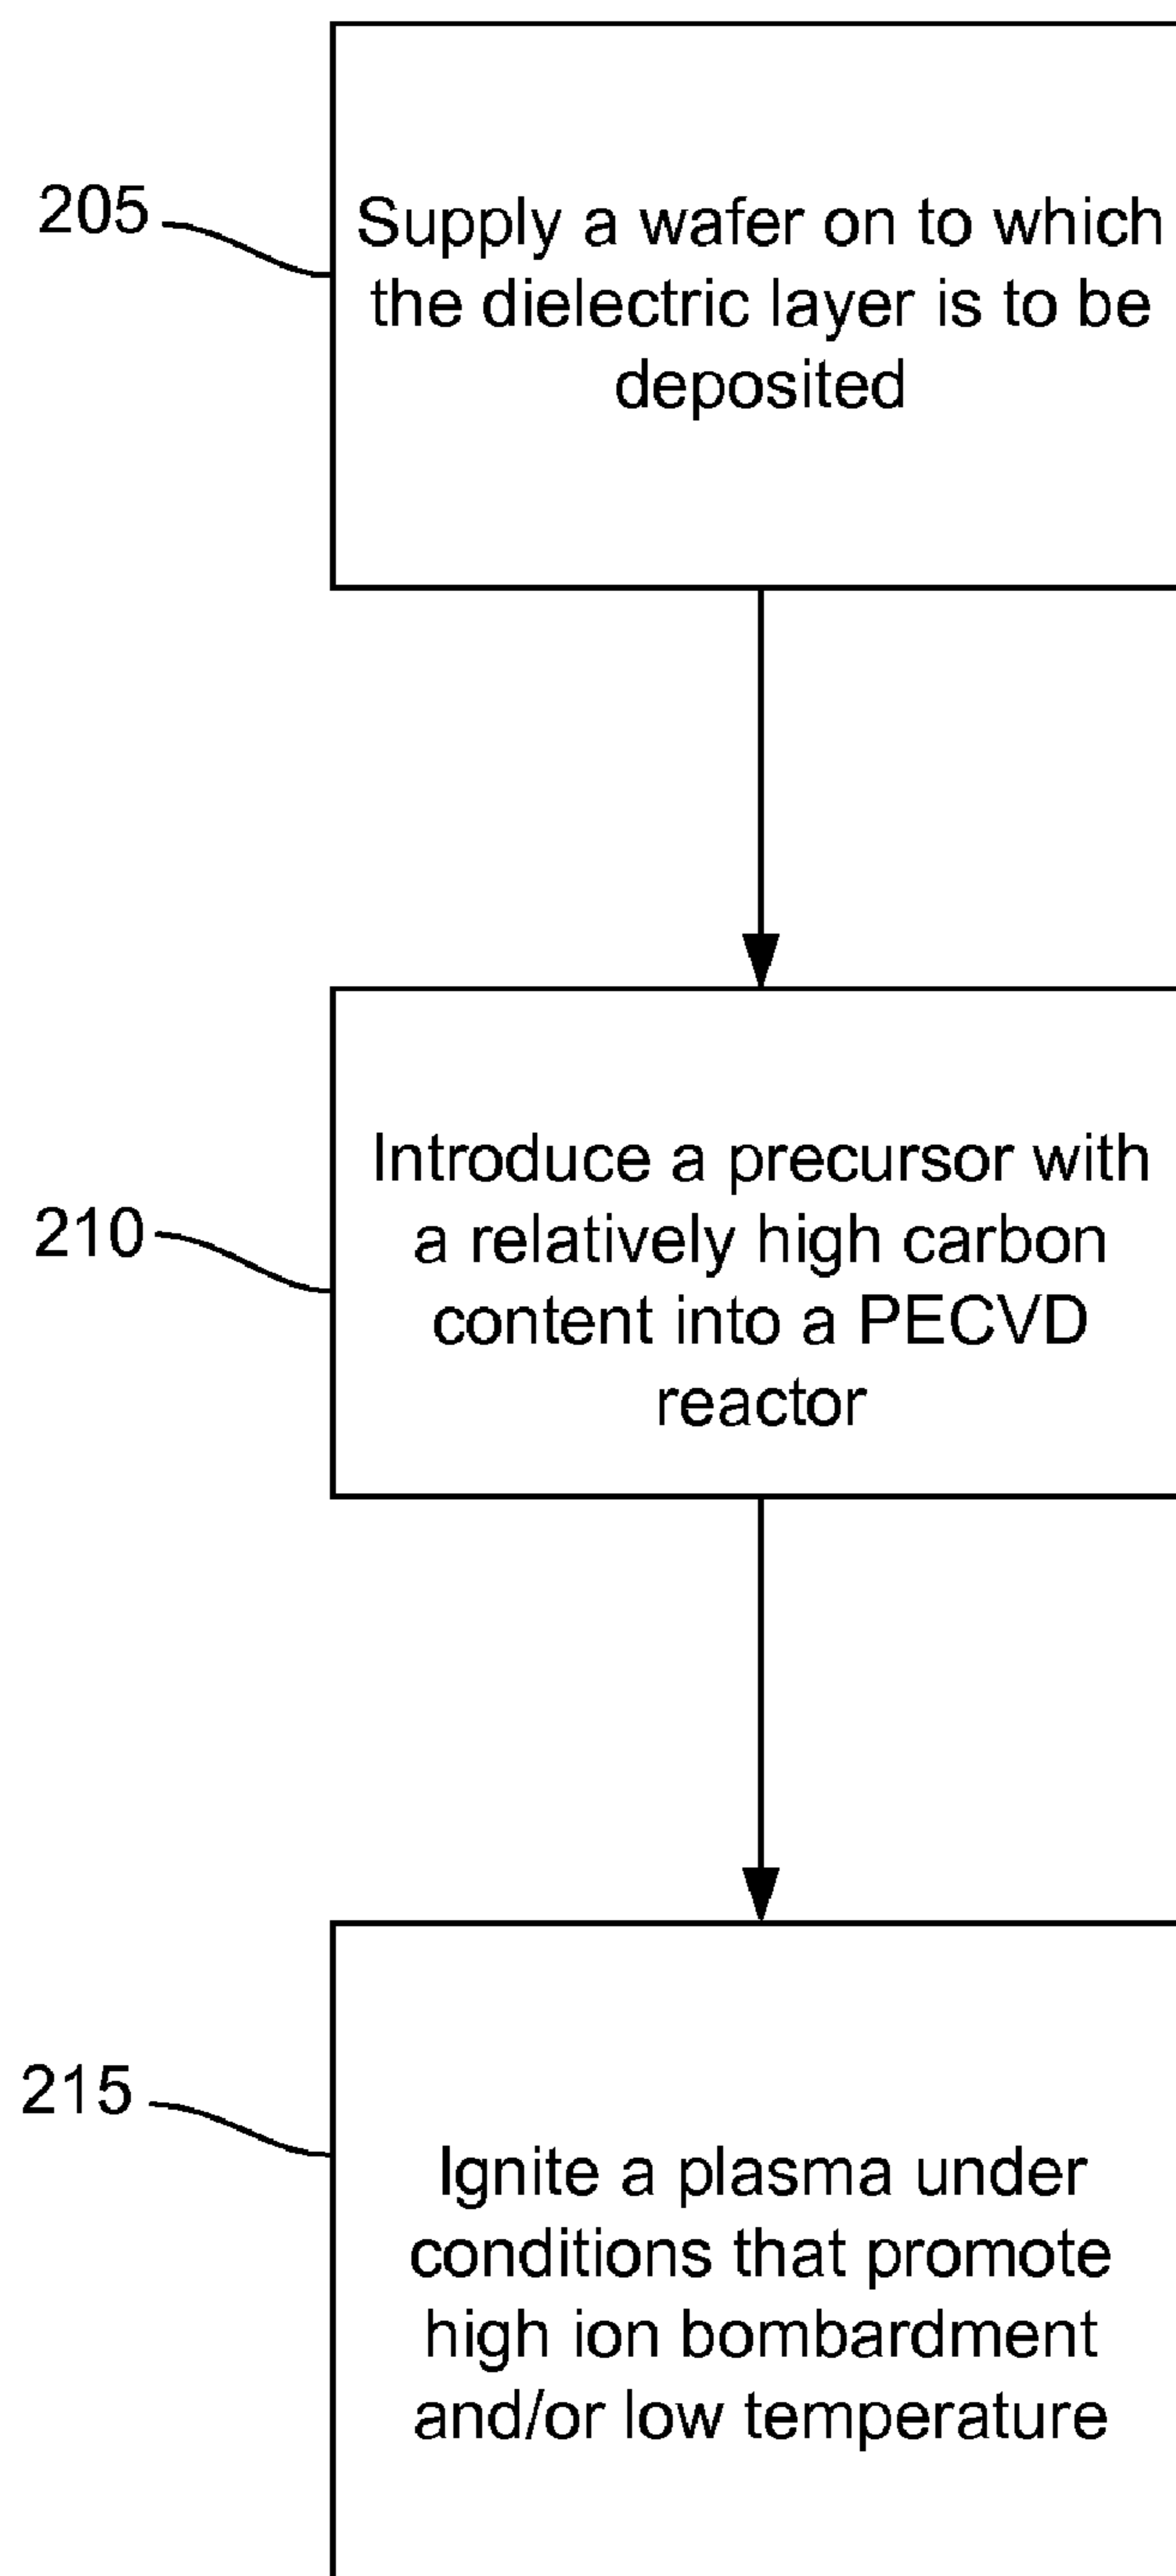 205
Supply a wafer on to which
the dielectric layer is to be
deposited
210
Introduce a precursor with
a relatively high carbon
content into a PECVD
reactor
215
Ignite a plasma under
conditions that promote
high ion bombardment
and/or low temperature